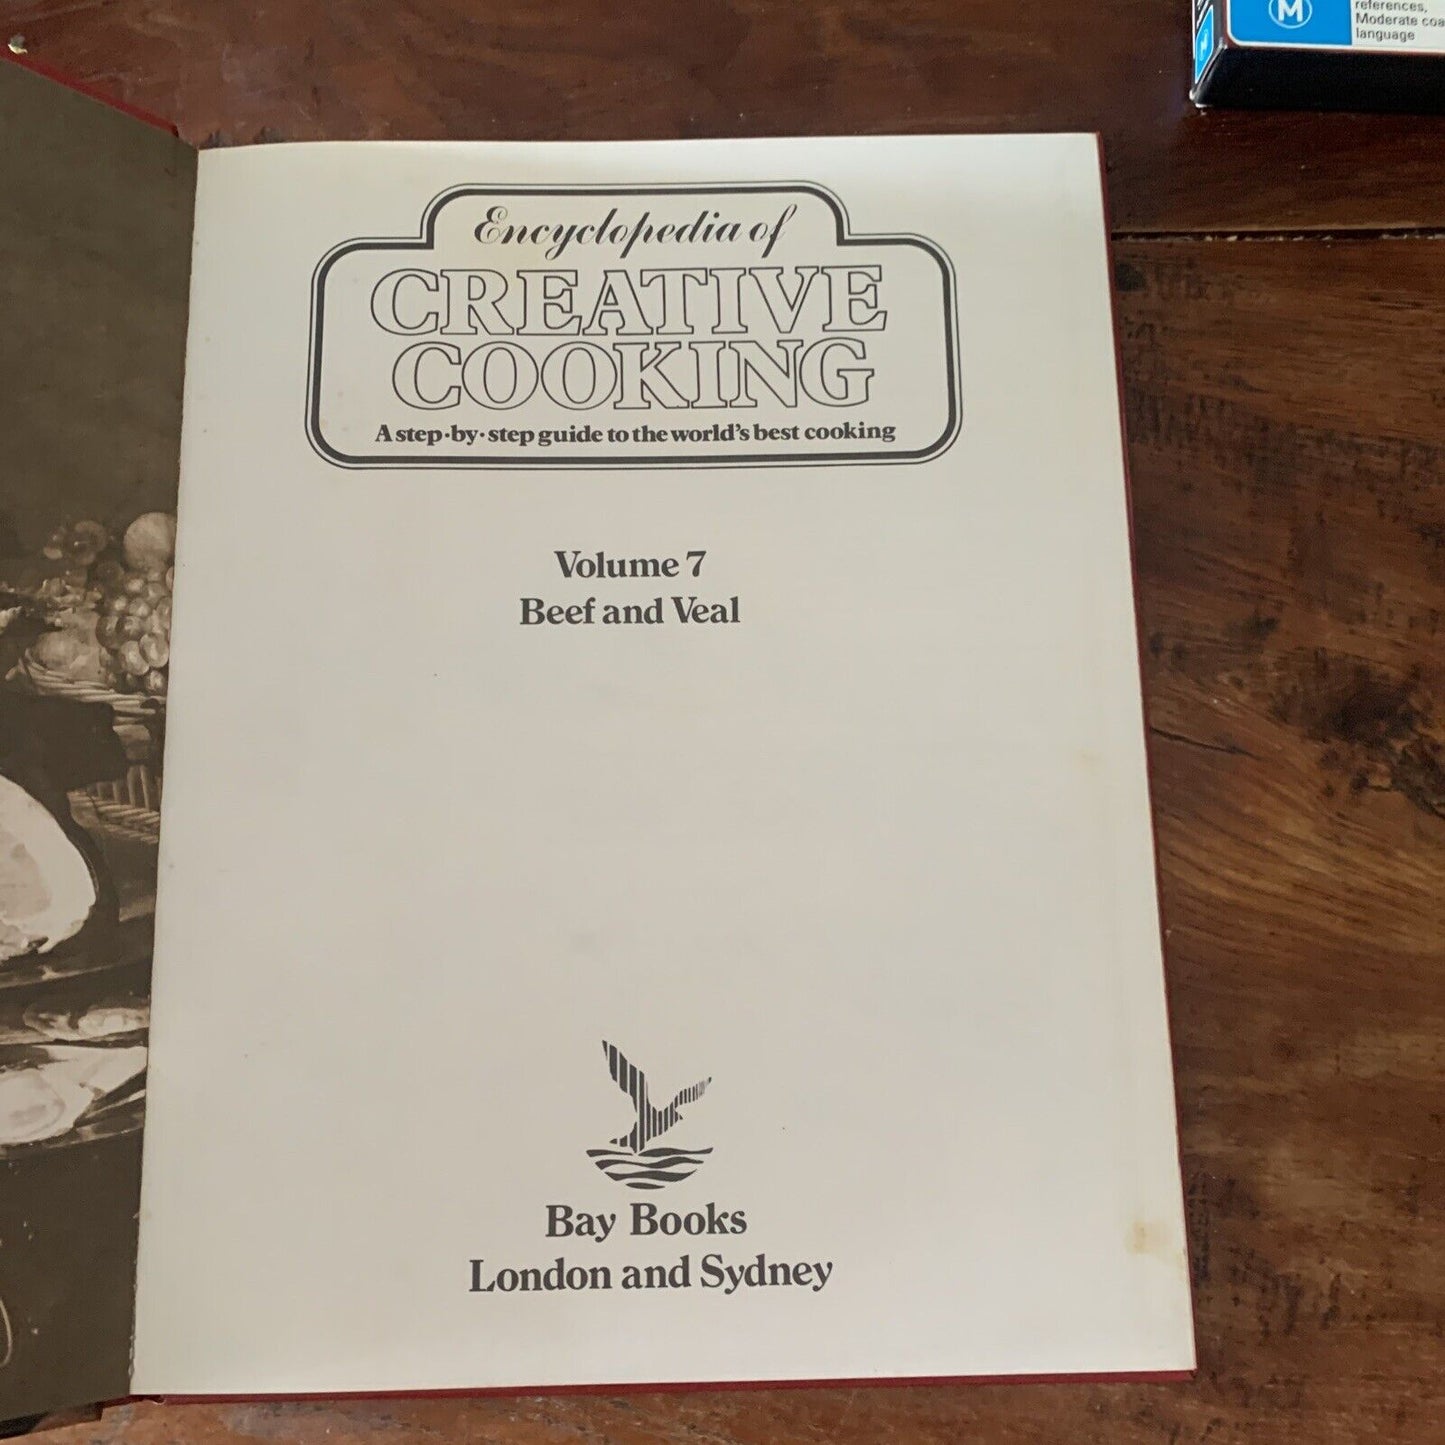 M
references,
Moderate coa
language
Encyclopedia of
CREATIVE
COOKING
A step·by·step guide to the world's best cooking
Volume 7
Beef and Veal
Bay Books
London and Sydney